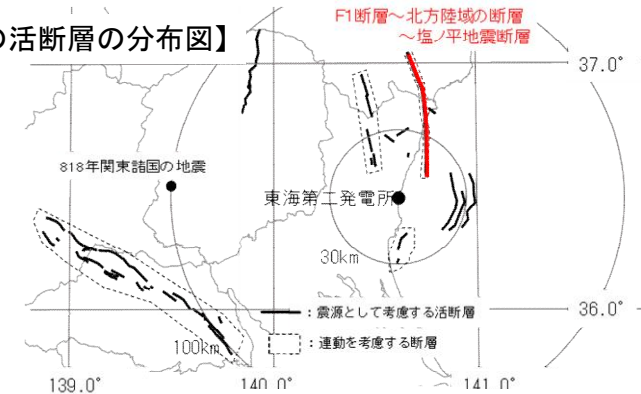 の活断層の分布図】
F1断層～北方陸域の断層
～塩ノ平地震断層
37.0°
818年関東諸国の地震
東海第二発電所
30km
━━ : 震源として考慮する活断層
36.0°
: 連動を考慮する断層
100km
139.0°
140.0°
141.0°